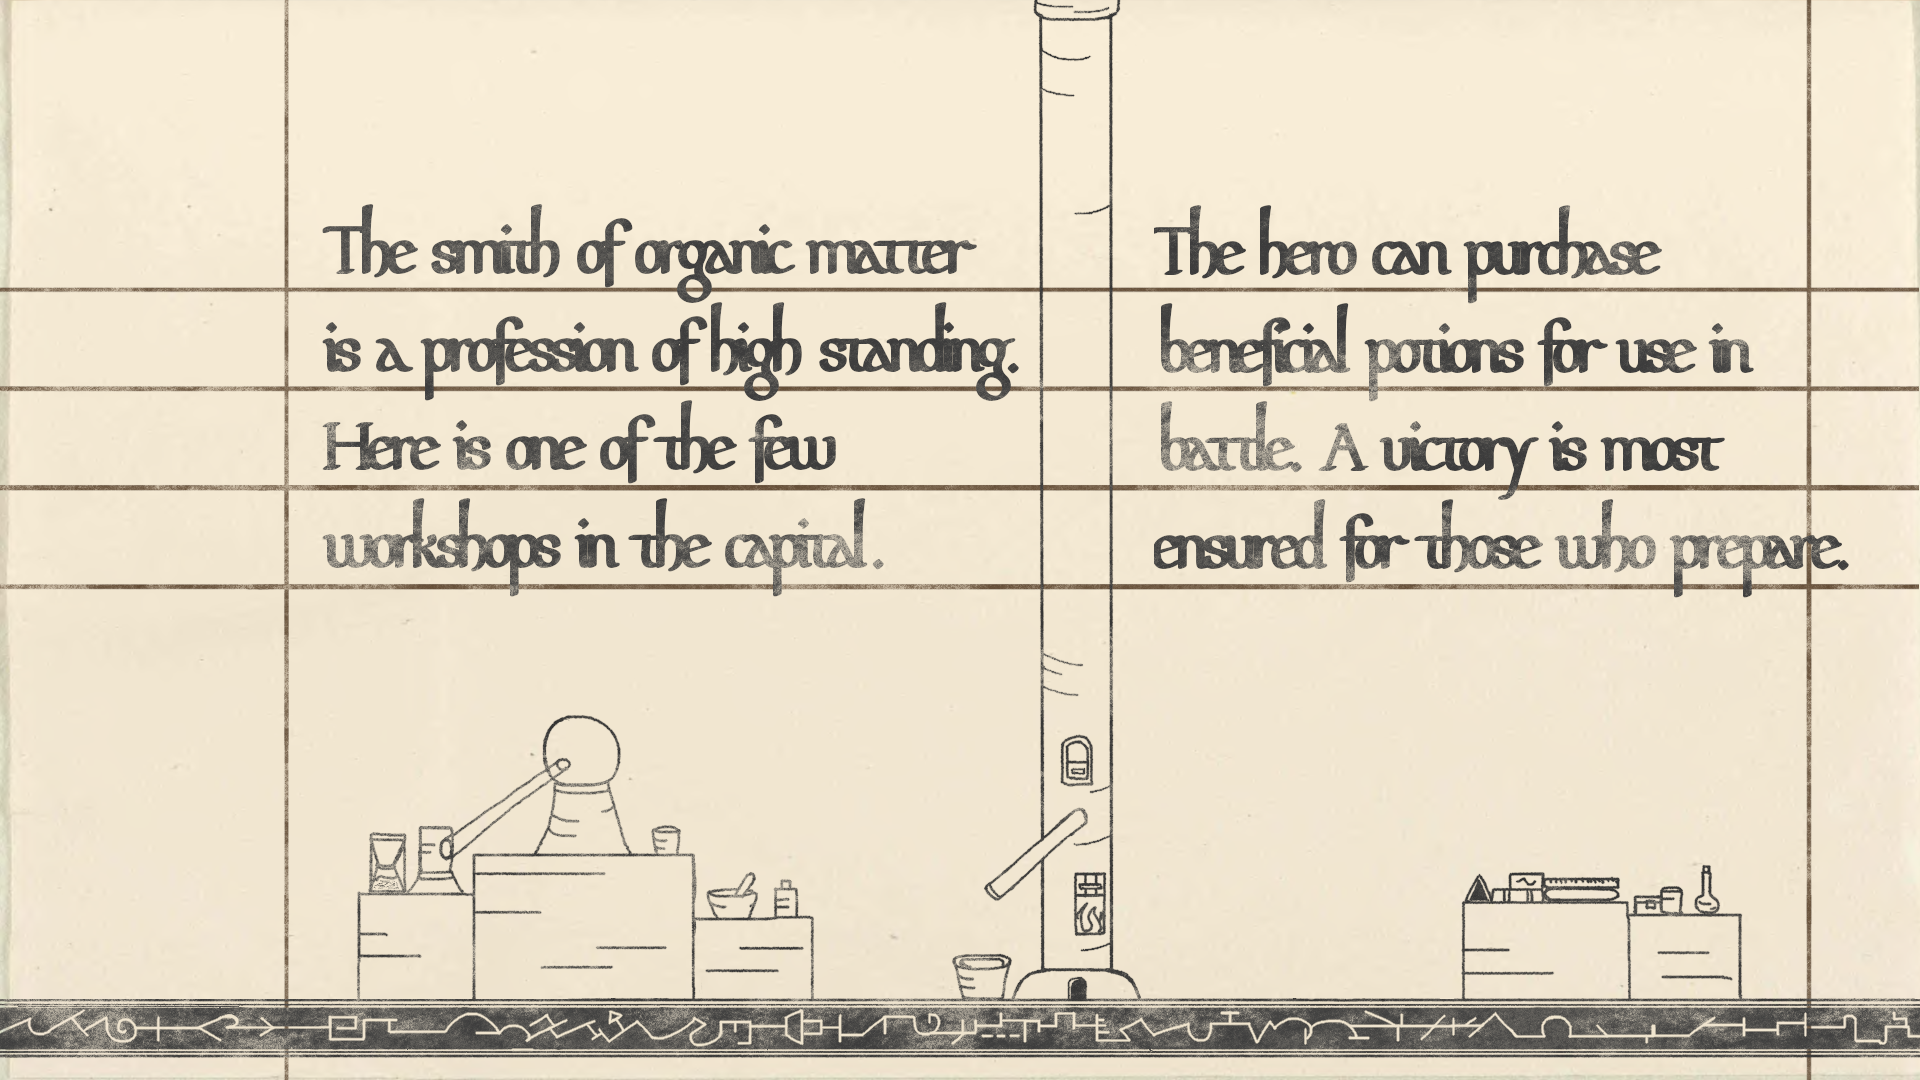 The smith of organic matter
is a profession of high standing.
Here is one of the few
workshops in the capital.
The hero can purchase
beneficial potions for use in
battle. A victory is most
ensured for those who prepare.